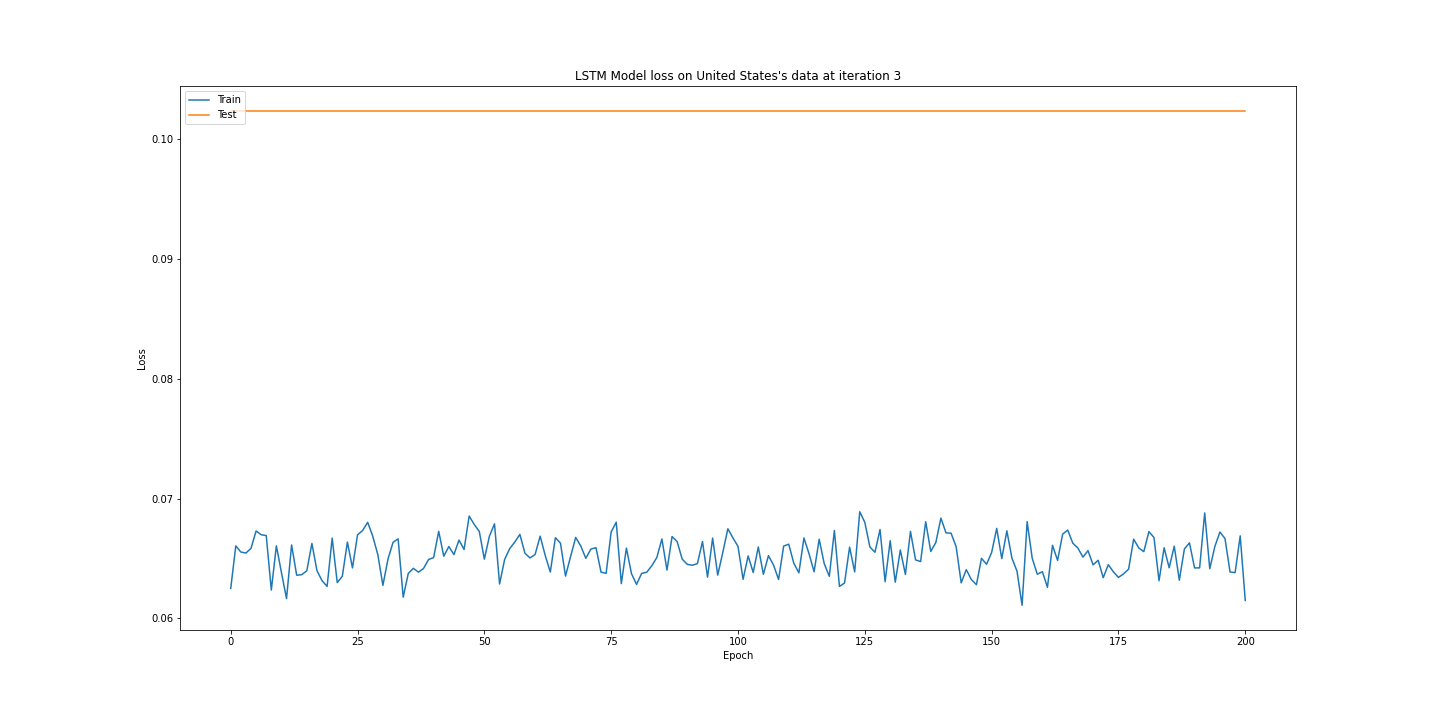 LSTM Model loss on United States's data at iteration 3
Train
Test
0.10
0.09
0.08
0.07
0.06
Loss
0 25 50 75 100 125 150 175 200
Epoch